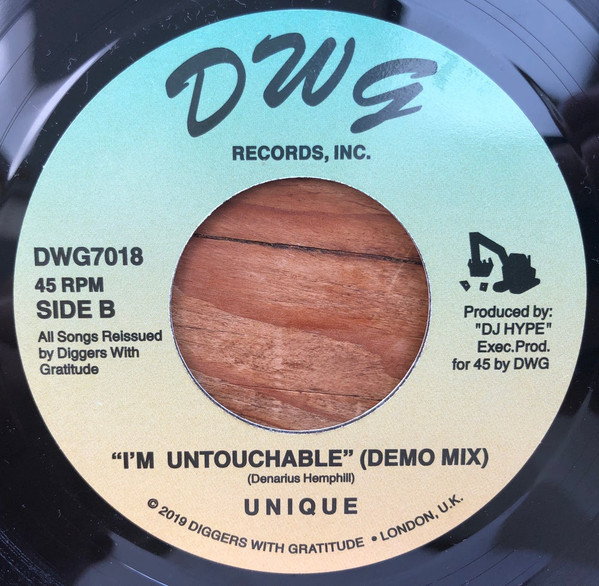 DWG
RECORDS, INC.
DWG7018
45 RPM
SIDE B
All Songs Reissued
by Diggers With
Gratitude
Produced by:
"DJ HYPE"
Exec.Prod.
for 45 by DWG
“I’M UNTOUCHABLE” (DEMO MIX)
(Denarius Hemphill)
UNIQUE
© 2019 DIGGERS WITH GRATITUDE • LONDON, U.K.